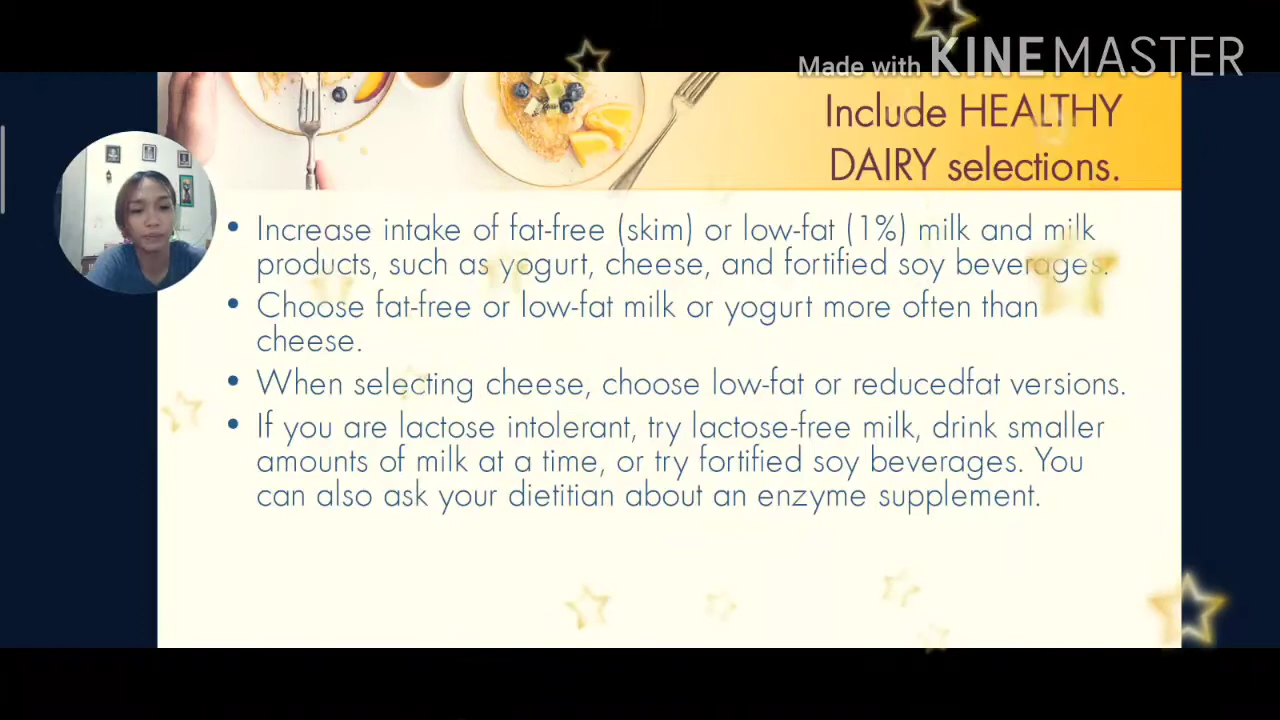 Made with KINEMASTER
Include HEALTHY
DAIRY selections.
• Increase intake of fat-free (skim) or low-fat (1%) milk and milk
products, such as yogurt, cheese, and fortified soy beverages.
• Choose fat-free or low-fat milk or yogurt more often than
cheese.
• When selecting cheese, choose low-fat or reducedfat versions.
• If you are lactose intolerant, try lactose-free milk, drink smaller
amounts of milk at a time, or try fortified soy beverages. You
can also ask your dietitian about an enzyme supplement.